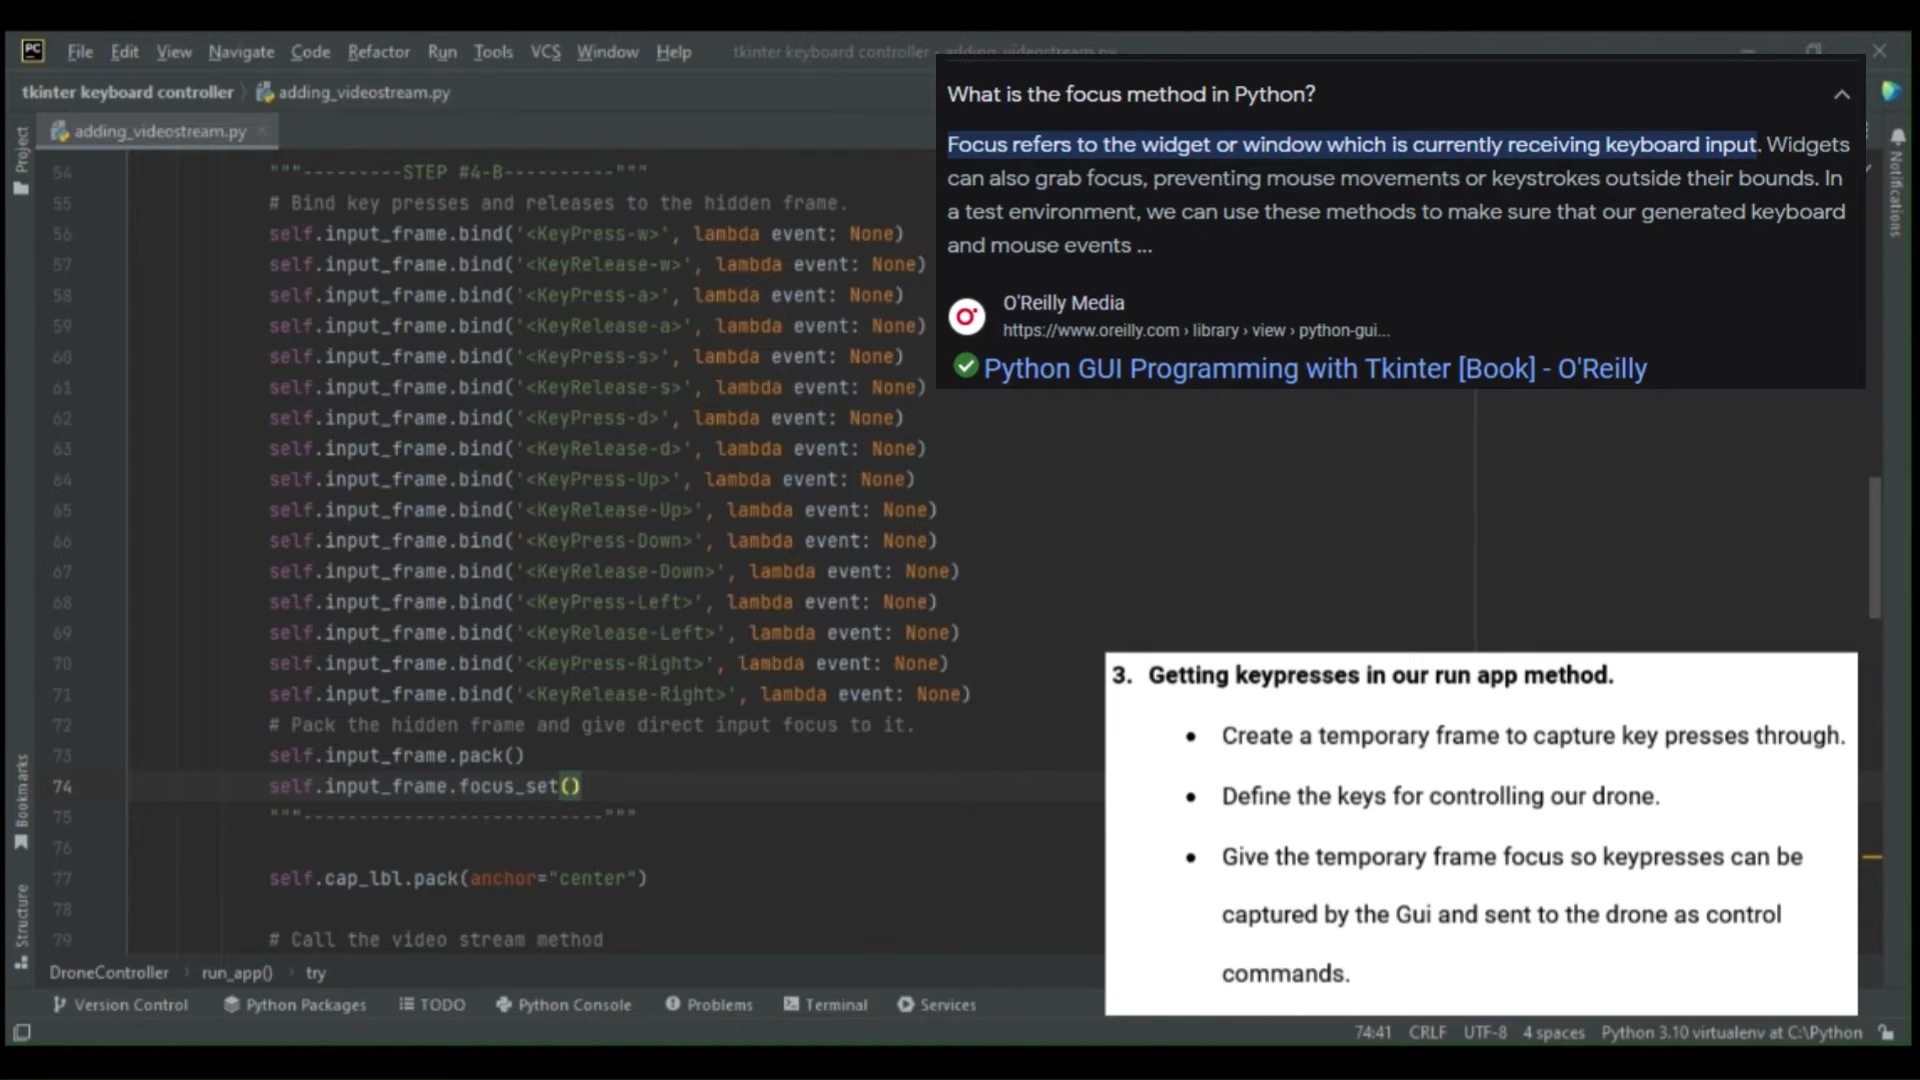 PC File Edit View Navigate Code Refactor Run Tools VCS Window Help tkinter keyboard controller - adding_videostream.py
tkinter keyboard controller adding_videostream.py
adding_videostream.py
Project
Bookmarks
Structure
Notifications
54 """---------STEP #4-B----------"""
55 # Bind key presses and releases to the hidden frame.
56 self.input_frame.bind('<KeyPress-w>', lambda event: None)
57 self.input_frame.bind('<KeyRelease-w>', lambda event: None)
58 self.input_frame.bind('<KeyPress-a>', lambda event: None)
59 self.input_frame.bind('<KeyRelease-a>', lambda event: None)
60 self.input_frame.bind('<KeyPress-s>', lambda event: None)
61 self.input_frame.bind('<KeyRelease-s>', lambda event: None)
62 self.input_frame.bind('<KeyPress-d>', lambda event: None)
63 self.input_frame.bind('<KeyRelease-d>', lambda event: None)
64 self.input_frame.bind('<KeyPress-Up>', lambda event: None)
65 self.input_frame.bind('<KeyRelease-Up>', lambda event: None)
66 self.input_frame.bind('<KeyPress-Down>', lambda event: None)
67 self.input_frame.bind('<KeyRelease-Down>', lambda event: None)
68 self.input_frame.bind('<KeyPress-Left>', lambda event: None)
69 self.input_frame.bind('<KeyRelease-Left>', lambda event: None)
70 self.input_frame.bind('<KeyPress-Right>', lambda event: None)
71 self.input_frame.bind('<KeyRelease-Right>', lambda event: None)
72 # Pack the hidden frame and give direct input focus to it.
73 self.input_frame.pack()
74 self.input_frame.focus_set()
75 """---------------------------"""
76
77 self.cap_lbl.pack(anchor="center")
78
79 # Call the video stream method
What is the focus method in Python?
Focus refers to the widget or window which is currently receiving keyboard input. Widgets
can also grab focus, preventing mouse movements or keystrokes outside their bounds. In
a test environment, we can use these methods to make sure that our generated keyboard
and mouse events ...
O'Reilly Media
https://www.oreilly.com › library › view › python-gui...
Python GUI Programming with Tkinter [Book] - O'Reilly
3. Getting keypresses in our run app method.
• Create a temporary frame to capture key presses through.
• Define the keys for controlling our drone.
• Give the temporary frame focus so keypresses can be
captured by the Gui and sent to the drone as control
commands.
DroneController run_app() try
Version Control Python Packages TODO Python Console Problems Terminal Services
74:41 CRLF UTF-8 4 spaces Python 3.10 virtualenv at C:\Python